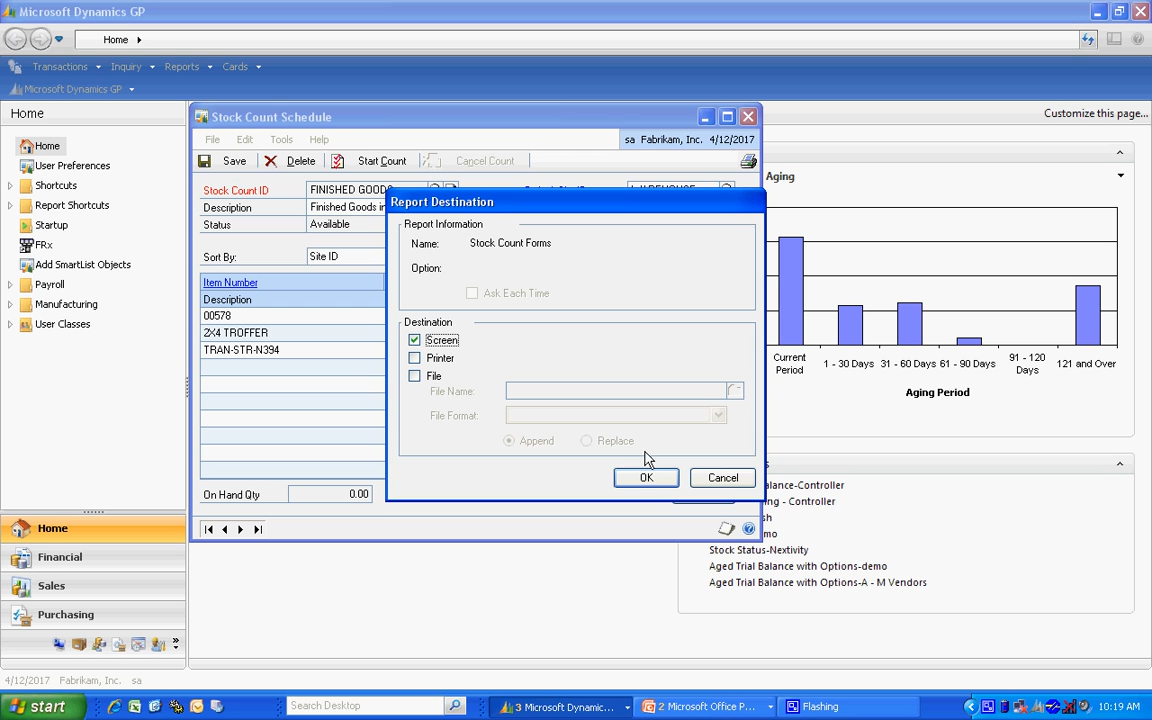 Microsoft Dynamics GP
Home
Transactions Inquiry Reports Cards
Microsoft Dynamics GP
Home
Customize this page...
Home
User Preferences
Shortcuts
Report Shortcuts
Startup
FRx
Add SmartList Objects
Payroll
Manufacturing
User Classes
Home
Financial
Sales
Purchasing
Stock Count Schedule
File Edit Tools Help
sa Fabrikam, Inc. 4/12/2017
Save Delete Start Count Cancel Count
Stock Count ID FINISHED GOODS
Description Finished Goods in
Status Available
Sort By: Site ID
Item Number
Description
00578
2X4 TROFFER
TRAN-STR-N394
On Hand Qty 0.00
Report Destination
Report Information
Name: Stock Count Forms
Option:
Ask Each Time
Destination
Screen
Printer
File
File Name:
File Format:
Append Replace
OK Cancel
Aging
Current Period
1 - 30 Days
31 - 60 Days
61 - 90 Days
91 - 120 Days
121 and Over
Aging Period
alance-Controller
ng - Controller
sh
mo
Stock Status-Nextivity
Aged Trial Balance with Options-demo
Aged Trial Balance with Options-A - M Vendors
4/12/2017 Fabrikam, Inc. sa
start
Search Desktop
3 Microsoft Dynamic...
2 Microsoft Office P...
Flashing
10:19 AM